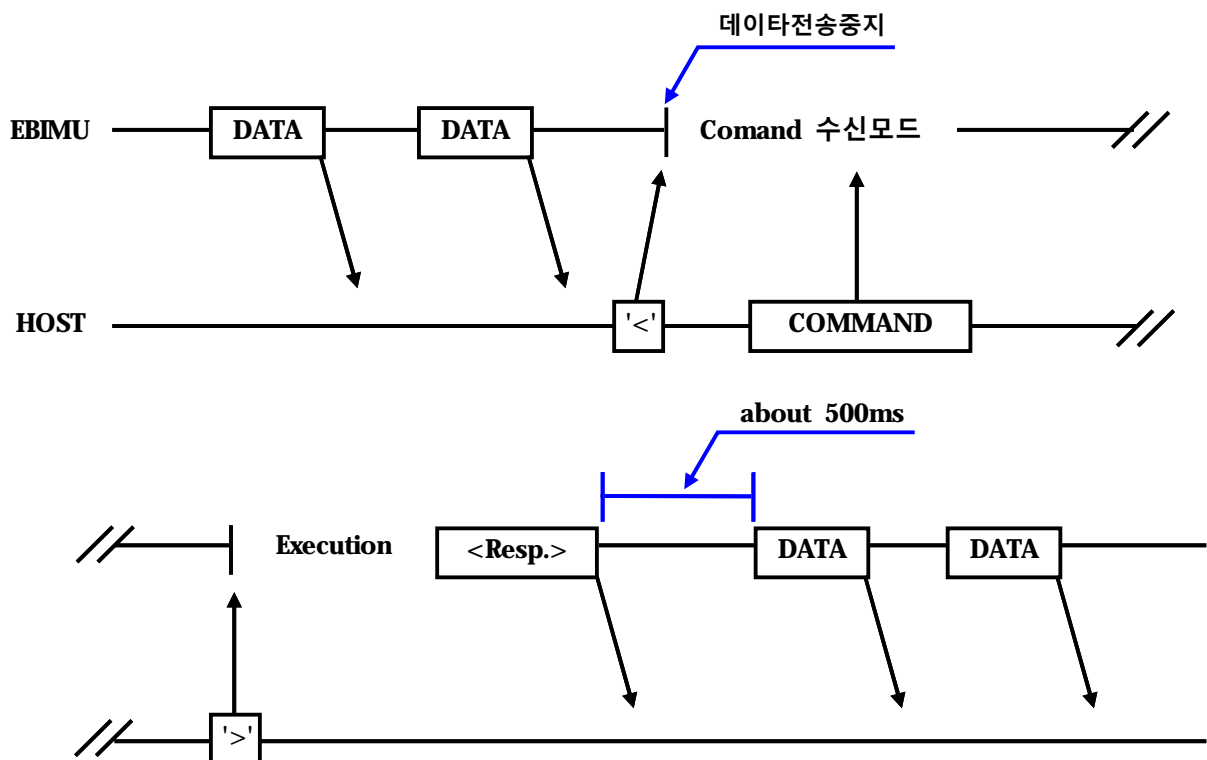 데이타전송중지
EBIMU DATA DATA Comand 수신모드
HOST '<' COMMAND
about 500ms
Execution <Resp.> DATA DATA
'>'